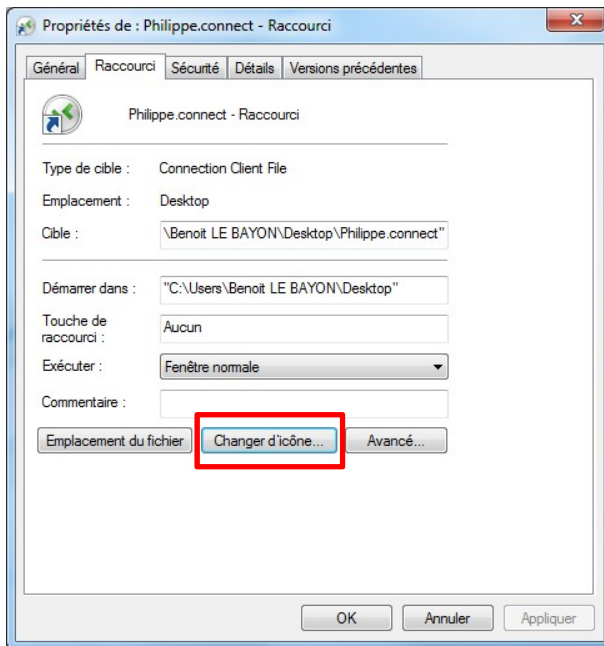 Propriétés de : Philippe.connect - Raccourci
Général Raccourci Sécurité Détails Versions précédentes
Philippe.connect - Raccourci
Type de cible : Connection Client File
Emplacement : Desktop
Cible : \Benoit LE BAYON\Desktop\Philippe.connect"
Démarrer dans : "C:\Users\Benoit LE BAYON\Desktop"
Touche de
raccourci : Aucun
Exécuter : Fenêtre normale
Commentaire :
Emplacement du fichier Changer d'icône... Avancé...
OK Annuler Appliquer